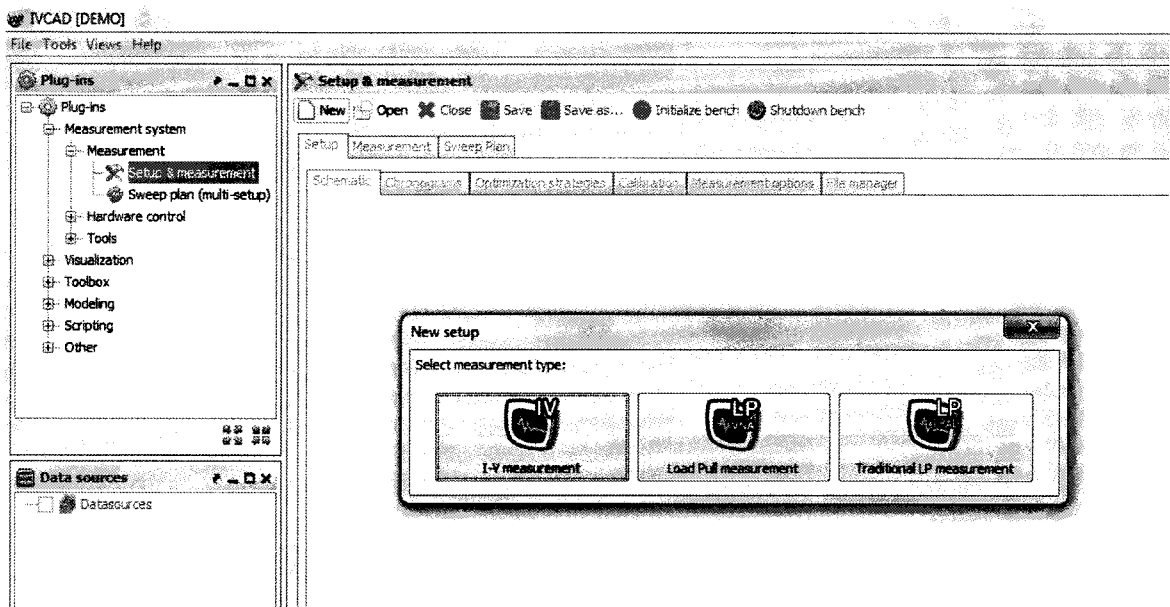 IVCAD [DEMO]
File Tools Views Help
Plug-ins
Plug-ins
Measurement system
Measurement
Setup & measurement
Sweep plan (multi-setup)
Hardware control
Tools
Visualization
Toolbox
Modeling
Scripting
Other
Data sources
Datasources
Setup & measurement
New Open Close Save Save as... Initialize bench Shutdown bench
Setup Measurement Sweep Plan
Schematic Chronograms Optimization strategies Calibration Measurement options File manager
New setup
X
Select measurement type:
IV
I-V measurement
LP
VNA
Load Pull measurement
LP
Traditional LP measurement